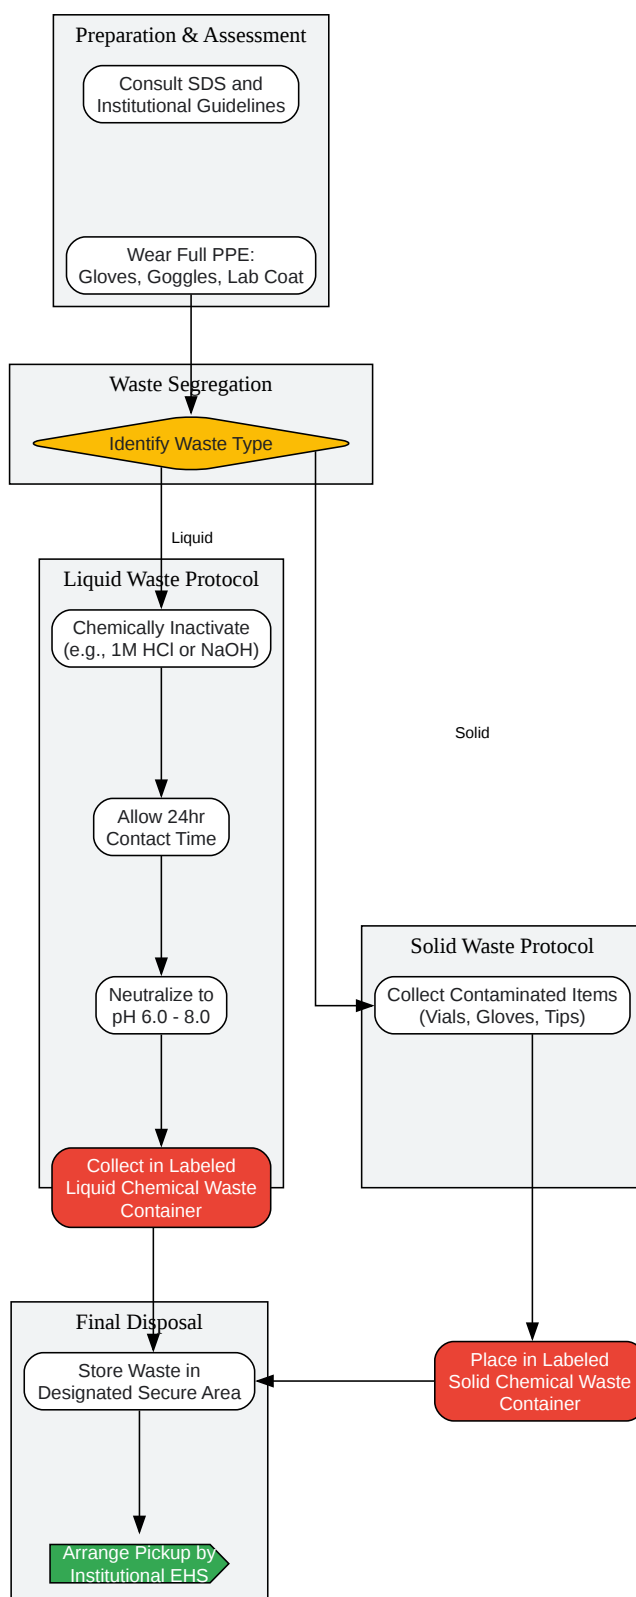 Preparation & Assessment
Consult SDS and
Institutional Guidelines
Wear Full PPE:
Gloves, Goggles, Lab Coat
Waste Segregation
Identify Waste Type
Liquid
Liquid Waste Protocol
Chemically Inactivate
(e.g., 1M HCl or NaOH)
Allow 24hr
Contact Time
Neutralize to
pH 6.0 - 8.0
Collect in Labeled
Liquid Chemical Waste
Container
Solid
Solid Waste Protocol
Collect Contaminated Items
(Vials, Gloves, Tips)
Place in Labeled
Solid Chemical Waste
Container
Final Disposal
Store Waste in
Designated Secure Area
Arrange Pickup by
Institutional EHS